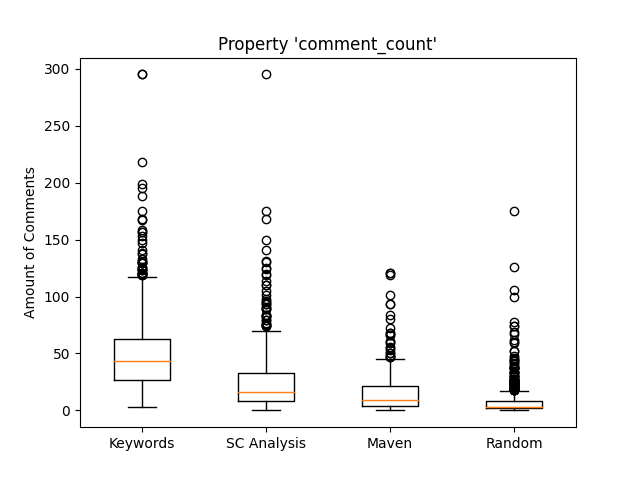 Property 'comment_count'
Amount of Comments
300
250
200
150
100
50
0
Keywords
SC Analysis
Maven
Random